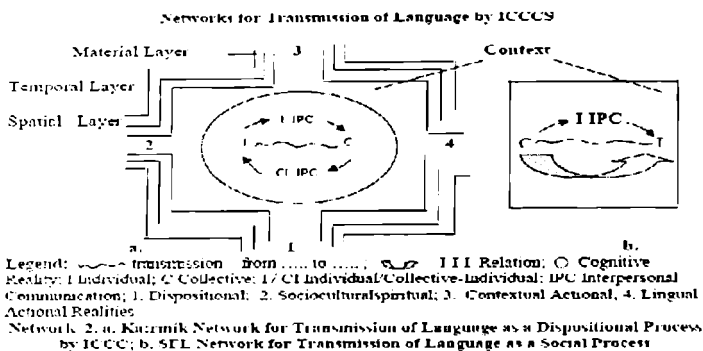 Networks for Transmission of Language by ICCCS
Material Layer
3
Context
Temporal Layer
Spatial Layer
I IPC
I IPC
2
I
C
4
C
I
CI IPC
a.
1
b.
Legend: transmission from ..... to .....; I I I Relation; Cognitive
Reality; I Individual; C Collective; I / CI Individual/Collective-Individual; IPC Interpersonal
Communication; 1. Dispositional; 2. Socioculturalspirtual; 3. Contextual Actional, 4. Lingual
Actional Realities
Network 2. a. Network for Transmission of Language as a Dispositional Process
by ICCC; b. SFL Network for Transmission of Language as a Social Process